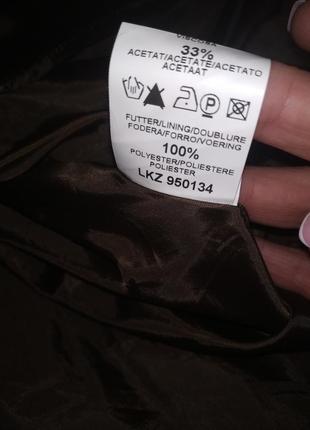 33%
ACETAT/ACETATE/ACETATO
ACETAAT
P
FUTTER/LINING/DOUBLURE
FODERA/FORRO/VOERING
100%
POLYESTER/POLIESTERE
POLIESTER
LKZ 950134